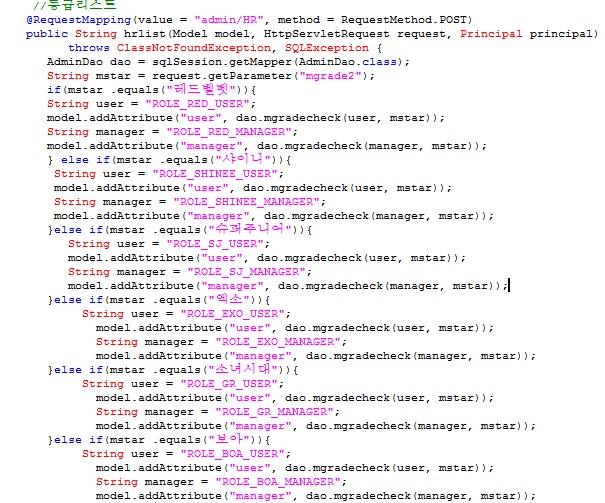 //등급리스트
@RequestMapping(value = "admin/HR", method = RequestMethod.POST)
public String hrlist(Model model, HttpServletRequest request, Principal principal)
throws ClassNotFoundException, SQLException {
AdminDao dao = sqlSession.getMapper(AdminDao.class);
String mstar = request.getParameter("mgrade2");
if(mstar .equals("레드벨벳")){
String user = "ROLE_RED_USER";
model.addAttribute("user", dao.mgradecheck(user, mstar));
String manager = "ROLE_RED_MANAGER";
model.addAttribute("manager", dao.mgradecheck(manager, mstar));
} else if(mstar .equals("샤이니")){
String user = "ROLE_SHINEE_USER";
model.addAttribute("user", dao.mgradecheck(user, mstar));
String manager = "ROLE_SHINEE_MANAGER";
model.addAttribute("manager", dao.mgradecheck(manager, mstar));
}else if(mstar .equals("슈퍼주니어")){
String user = "ROLE_SJ_USER";
model.addAttribute("user", dao.mgradecheck(user, mstar));
String manager = "ROLE_SJ_MANAGER";
model.addAttribute("manager", dao.mgradecheck(manager, mstar));
}else if(mstar .equals("엑소")){
String user = "ROLE_EXO_USER";
model.addAttribute("user", dao.mgradecheck(user, mstar));
String manager = "ROLE_EXO_MANAGER";
model.addAttribute("manager", dao.mgradecheck(manager, mstar));
}else if(mstar .equals("소녀시대")){
String user = "ROLE_GR_USER";
model.addAttribute("user", dao.mgradecheck(user, mstar));
String manager = "ROLE_GR_MANAGER";
model.addAttribute("manager", dao.mgradecheck(manager, mstar));
}else if(mstar .equals("보아")){
String user = "ROLE_BOA_USER";
model.addAttribute("user", dao.mgradecheck(user, mstar));
String manager = "ROLE_BOA_MANAGER";
model.addAttribute("manager", dao.mgradecheck(manager, mstar));